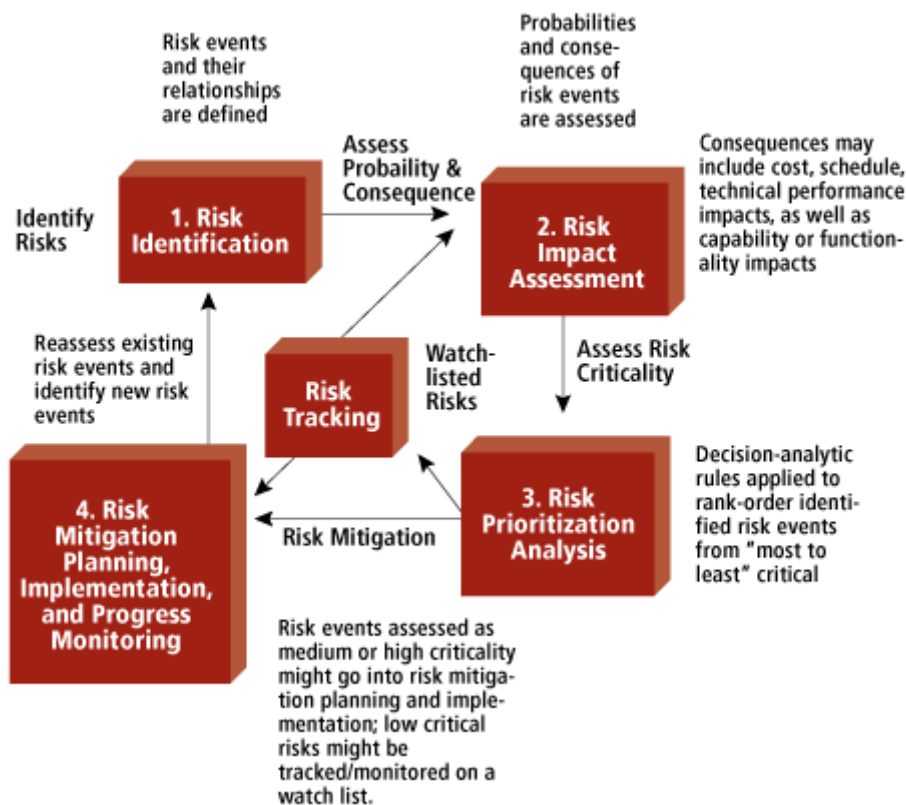 Risk events
and their
relationships
are defined
Probabilities
and conse-
quences of
risk events
are assessed
Assess
Probaility &
Consequence
Consequences may
include cost, schedule,
technical performance
impacts, as well as
capability or function-
ality impacts
Identify
Risks
1. Risk
Identification
2. Risk
Impact
Assessment
Reassess existing
risk events and
identify new risk
events
Risk
Tracking
Watch-
listed
Risks
Assess Risk
Criticality
4. Risk
Mitigation
Planning,
Implementation,
and Progress
Monitoring
Risk Mitigation
3. Risk
Prioritization
Analysis
Decision-analytic
rules applied to
rank-order identi-
fied risk events
from "most to
least" critical
Risk events assessed as
medium or high criticality
might go into risk mitiga-
tion planning and imple-
mentation; low critical
risks might be
tracked/monitored on a
watch list.